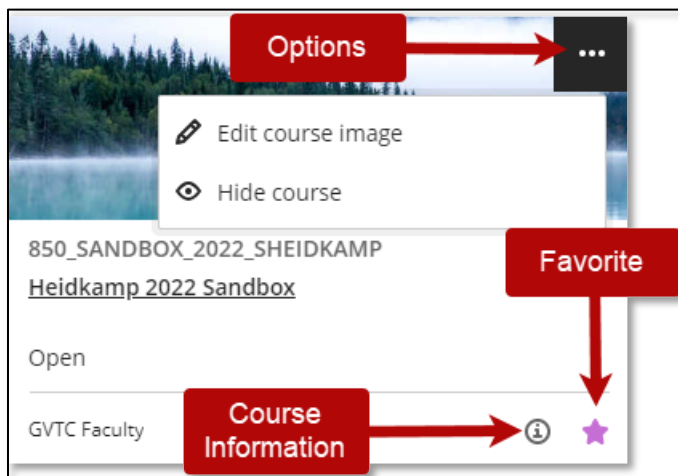 Options
...
Edit course image
Hide course
850_SANDBOX_2022_SHEIDKAMP
Heidkamp 2022 Sandbox
Favorite
Open
GVTC Faculty
Course
Information